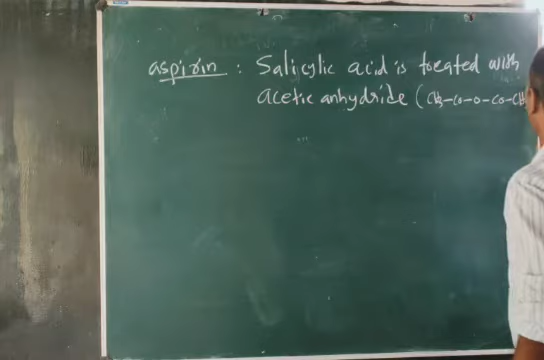 aspirin : Salicylic acid is treated with
acetic anhydride (CH3-CO-O-CO-CH3